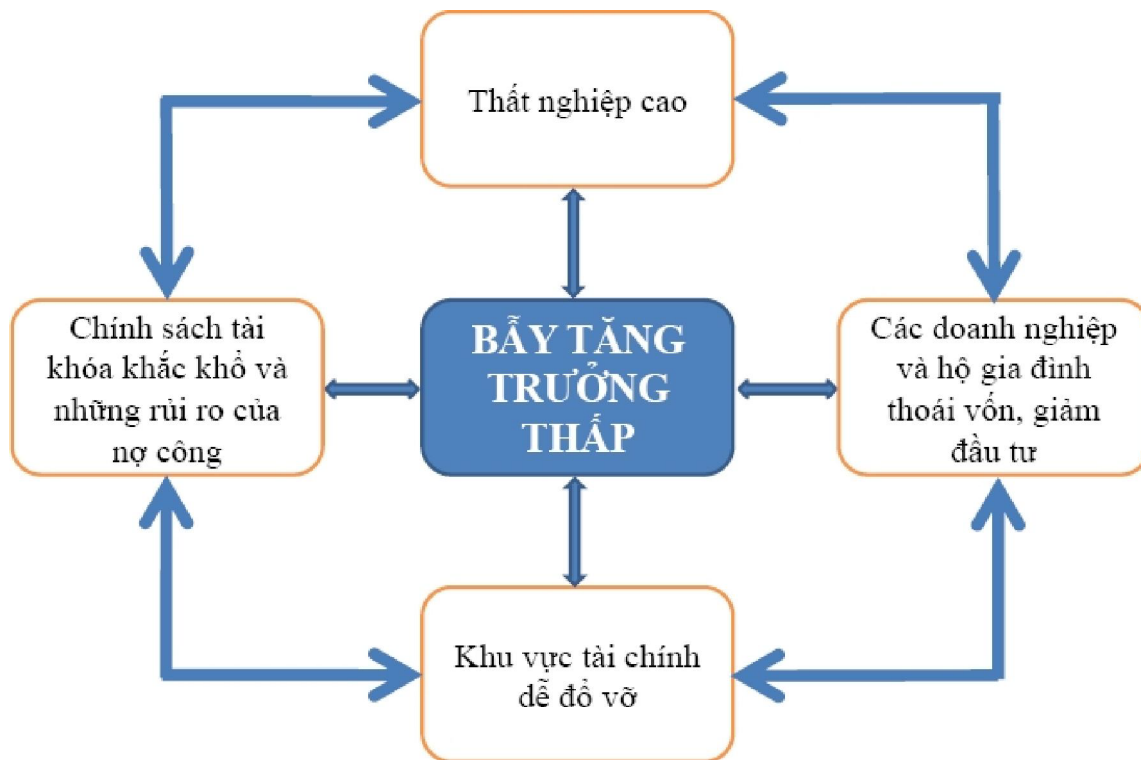 Thất nghiệp cao
Chính sách tài
khóa khắc khổ và
những rủi ro của
nợ công
BẪY TĂNG
TRƯỞNG
THẤP
Các doanh nghiệp
và hộ gia đình
thoái vốn, giảm
đầu tư
Khu vực tài chính
dễ đổ vỡ